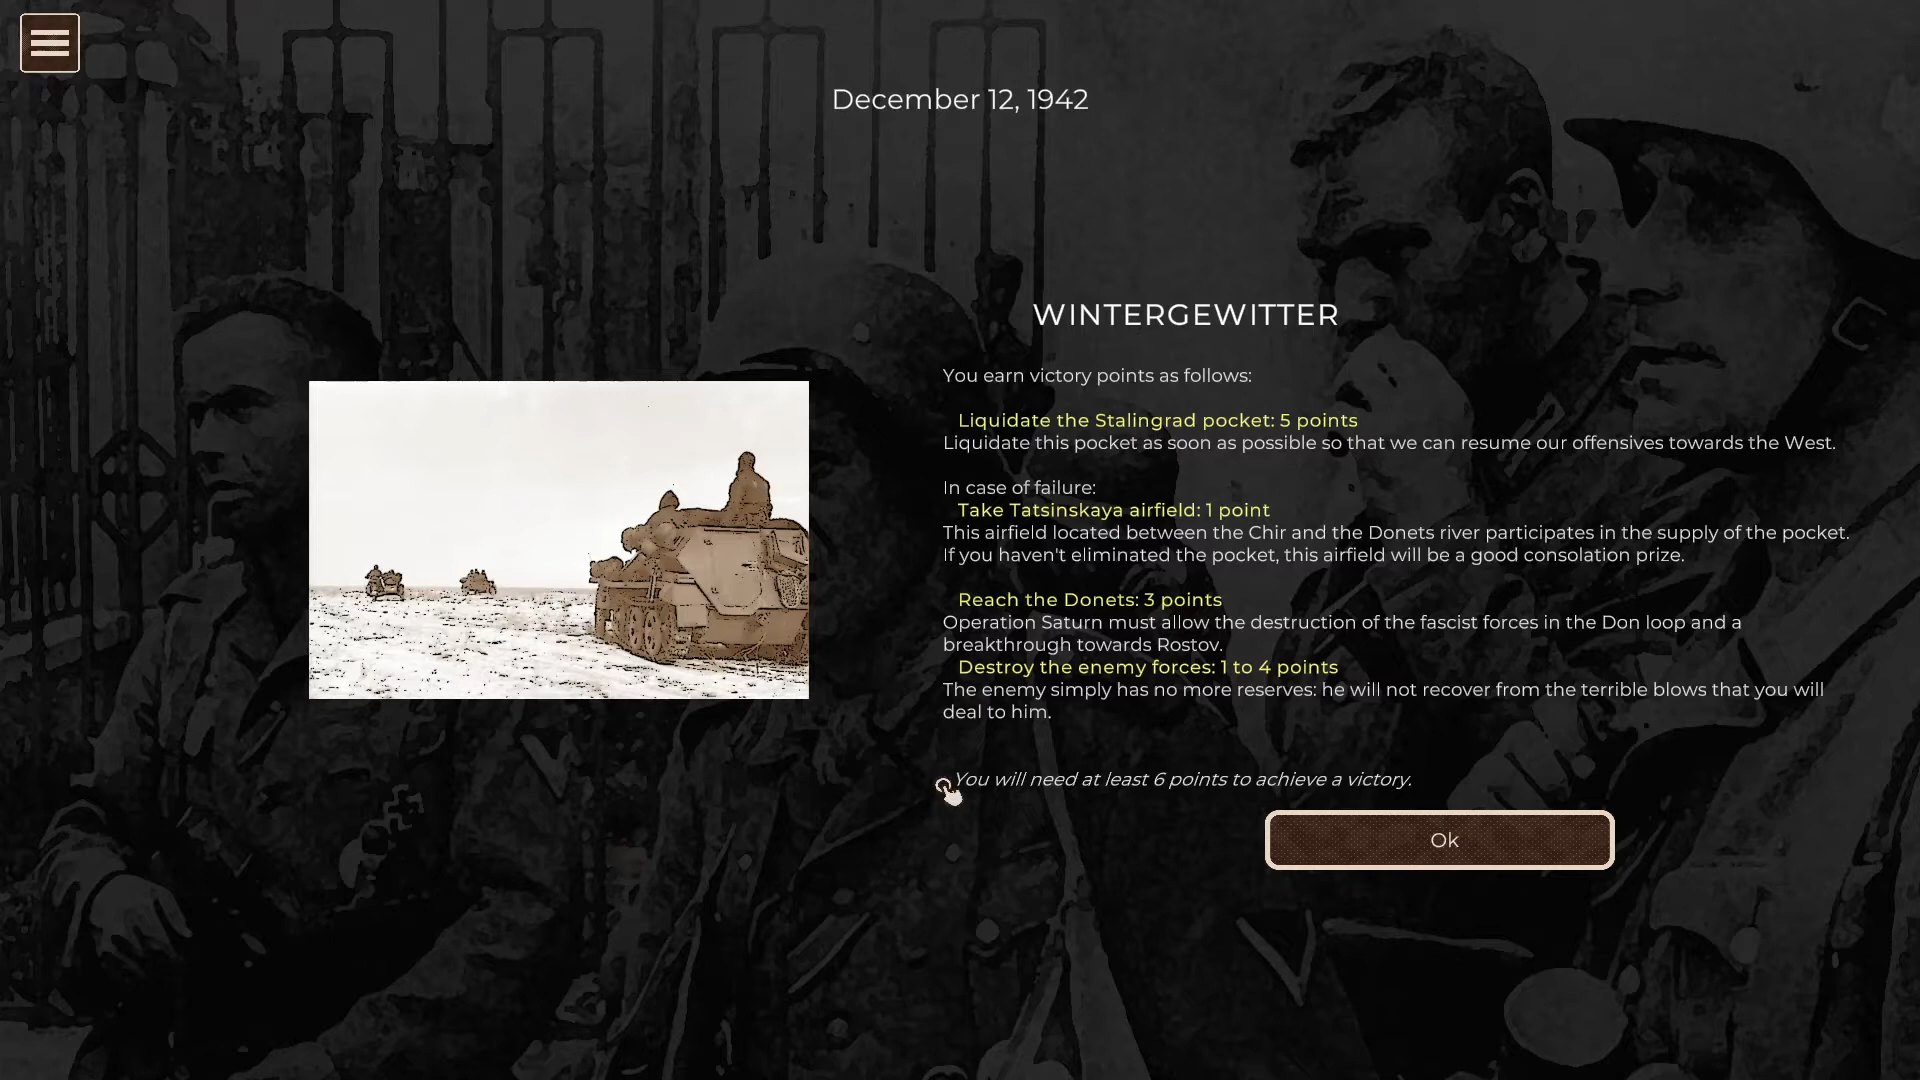 December 12, 1942
WINTERGEWITTER
You earn victory points as follows:
Liquidate the Stalingrad pocket: 5 points
Liquidate this pocket as soon as possible so that we can resume our offensives towards the West.
In case of failure:
Take Tatsinskaya airfield: 1 point
This airfield located between the Chir and the Donets river participates in the supply of the pocket.
If you haven't eliminated the pocket, this airfield will be a good consolation prize.
Reach the Donets: 3 points
Operation Saturn must allow the destruction of the fascist forces in the Don loop and a
breakthrough towards Rostov.
Destroy the enemy forces: 1 to 4 points
The enemy simply has no more reserves: he will not recover from the terrible blows that you will
deal to him.
You will need at least 6 points to achieve a victory.
Ok